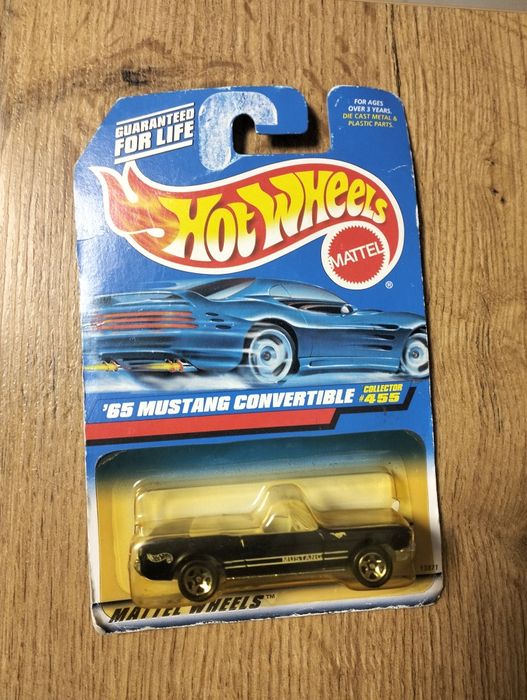 GUARANTEED
FOR LIFE
FOR AGES
OVER 3 YEARS.
DIE CAST METAL &
PLASTIC PARTS.
HOT WHEELS
MATTEL
®
'65 MUSTANG CONVERTIBLE
COLLECTOR
#455
MUSTANG
MATTEL WHEELS™